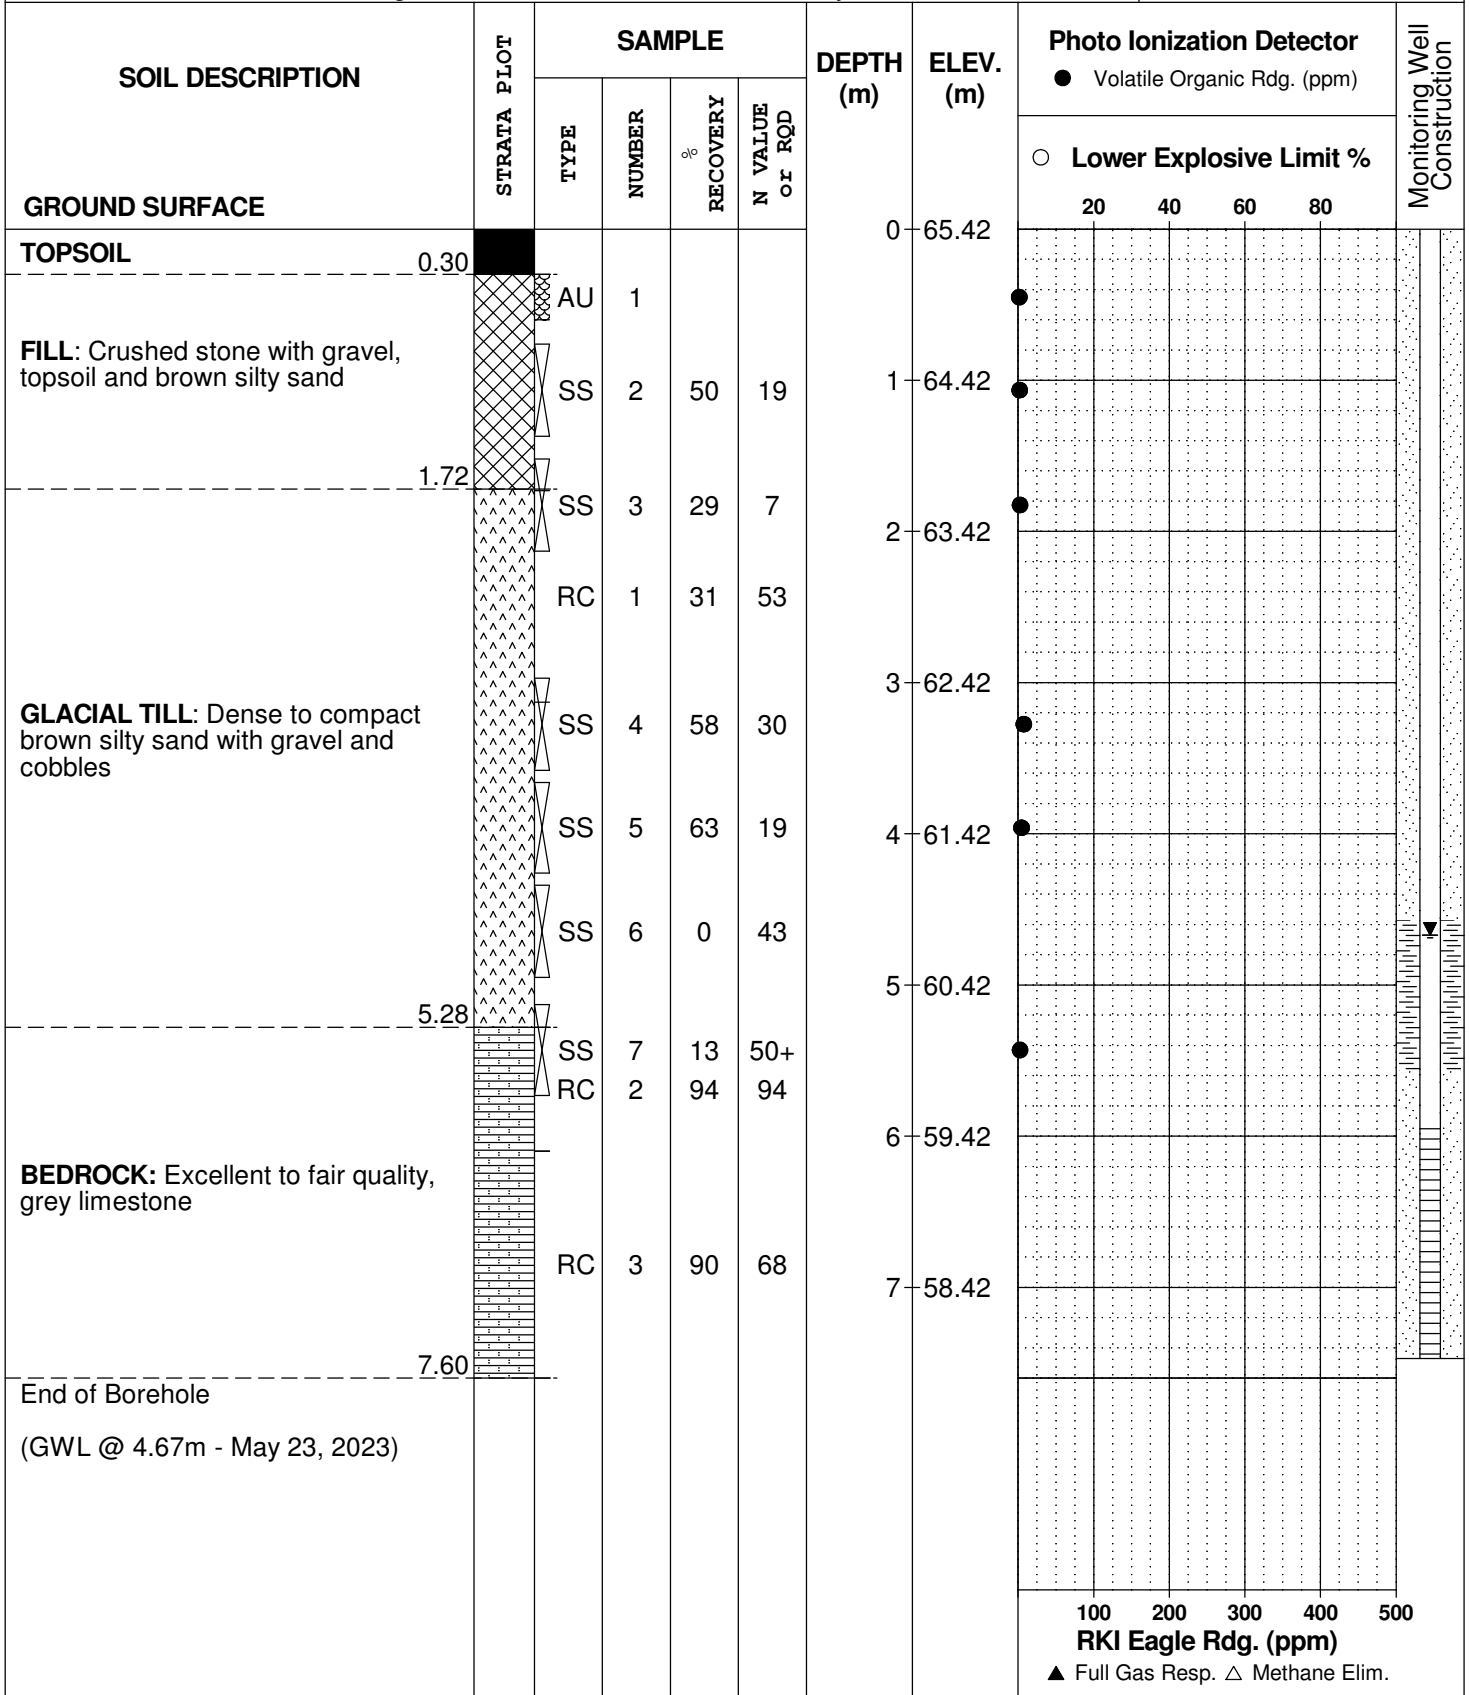 SOIL DESCRIPTION
GROUND SURFACE
STRATA PLOT
SAMPLE
TYPE
NUMBER
% RECOVERY
N VALUE or RQD
DEPTH (m)
ELEV. (m)
Photo Ionization Detector
● Volatile Organic Rdg. (ppm)
○ Lower Explosive Limit %
20 40 60 80
Monitoring Well
Construction
0 65.42
TOPSOIL
0.30
AU 1
FILL: Crushed stone with gravel,
topsoil and brown silty sand
1 64.42
SS 2 50 19
1.72
SS 3 29 7
2 63.42
RC 1 31 53
3 62.42
GLACIAL TILL: Dense to compact
brown silty sand with gravel and
cobbles
SS 4 58 30
SS 5 63 19
4 61.42
SS 6 0 43
5 60.42
5.28
SS 7 13 50+
RC 2 94 94
6 59.42
BEDROCK: Excellent to fair quality,
grey limestone
RC 3 90 68
7 58.42
7.60
End of Borehole
(GWL @ 4.67m - May 23, 2023)
100 200 300 400 500
RKI Eagle Rdg. (ppm)
▲ Full Gas Resp. △ Methane Elim.